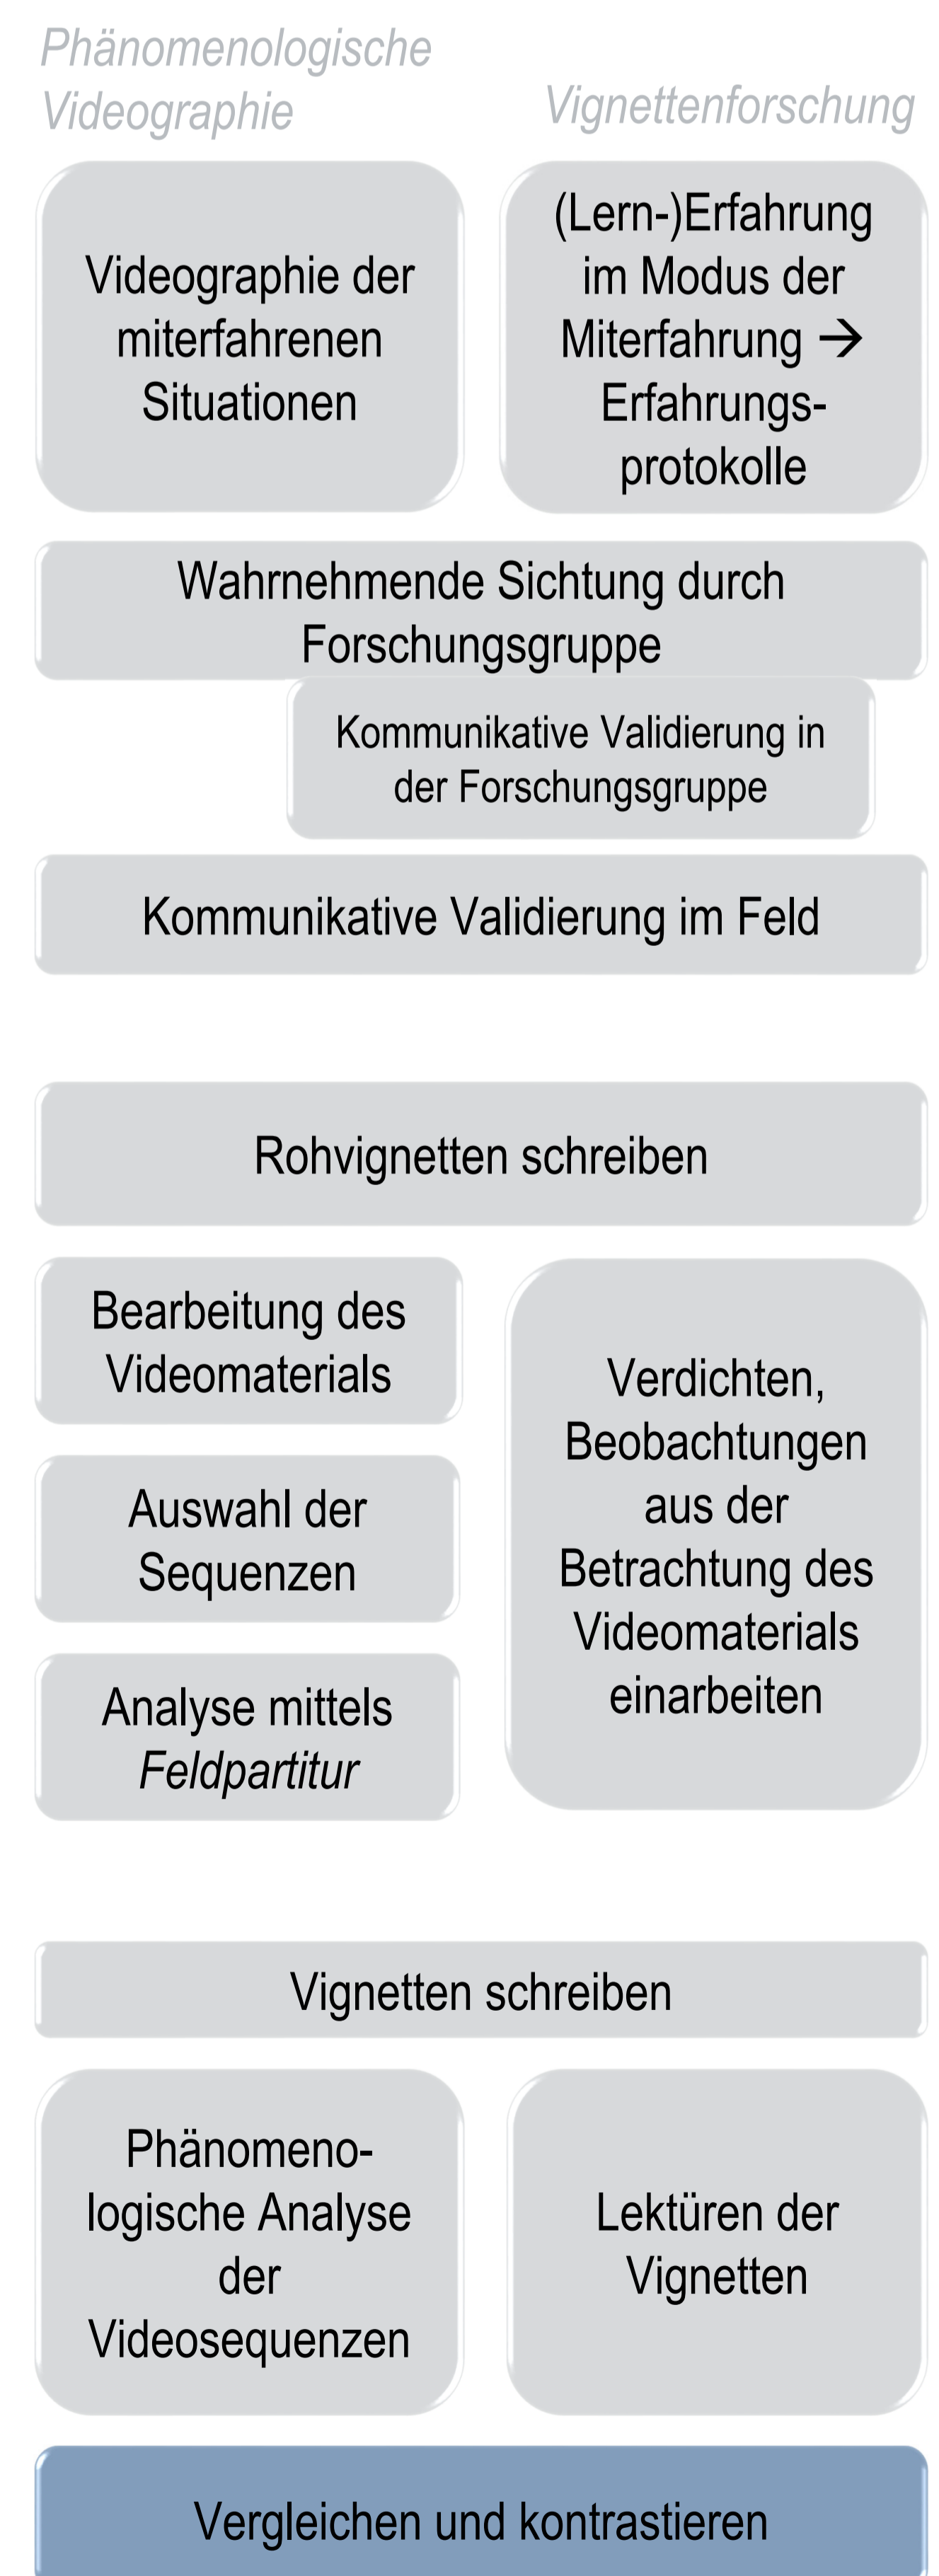 Phänomenologische
Videographie
Vignettenforschung
Videographie der
miterfahrenen
Situationen
(Lern-)Erfahrung
im Modus der
Miterfahrung →
Erfahrungs-
protokolle
Wahrnehmende Sichtung durch
Forschungsgruppe
Kommunikative Validierung in
der Forschungsgruppe
Kommunikative Validierung im Feld
Rohvignetten schreiben
Bearbeitung des
Videomaterials
Auswahl der
Sequenzen
Analyse mittels
Feldpartitur
Verdichten,
Beobachtungen
aus der
Betrachtung des
Videomaterials
einarbeiten
Vignetten schreiben
Phänomeno-
logische Analyse
der
Videosequenzen
Lektüren der
Vignetten
Vergleichen und kontrastieren